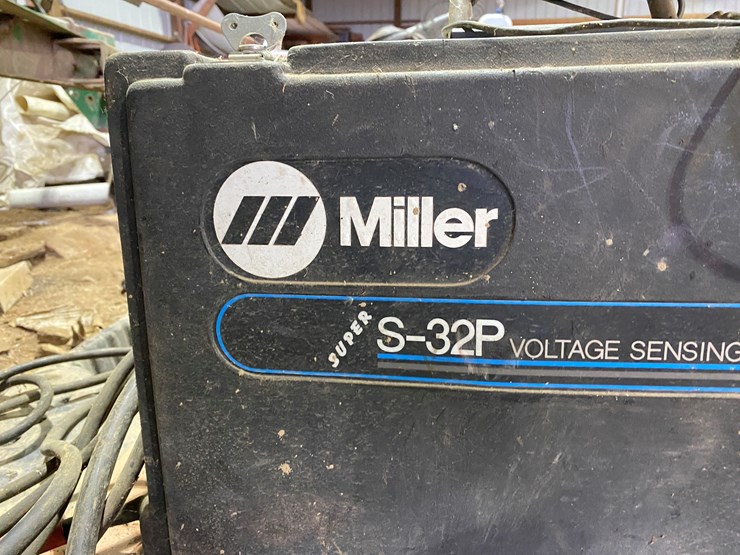 Miller
SUPER S-32P VOLTAGE SENSING